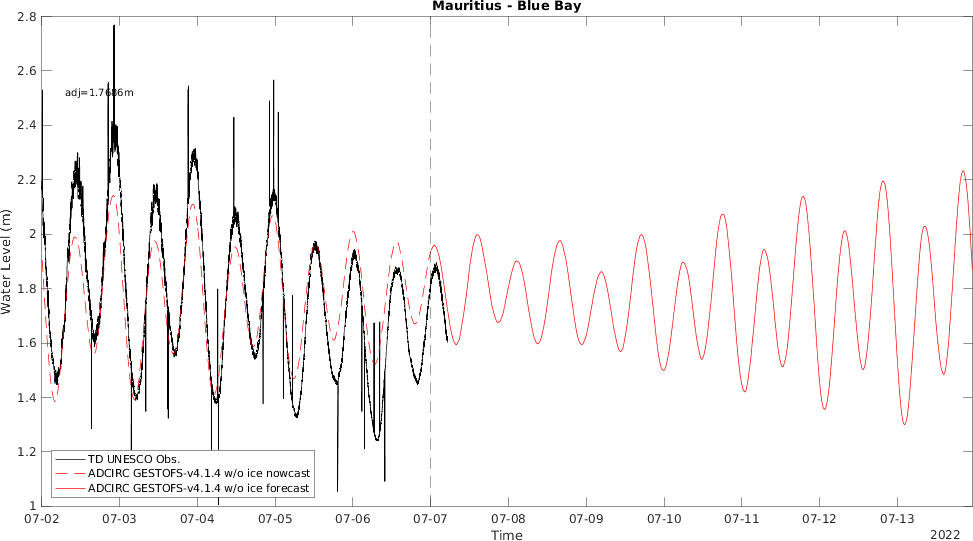 Mauritius - Blue Bay
2.8
2.6
2.4
2.2
2
1.8
1.6
1.4
1.2
1
Water Level (m)
adj=1.7686m
TD UNESCO Obs.
ADCIRC GESTOFS-v4.1.4 w/o ice nowcast
ADCIRC GESTOFS-v4.1.4 w/o ice forecast
07-02 07-03 07-04 07-05 07-06 07-07 07-08 07-09 07-10 07-11 07-12 07-13
Time
2022